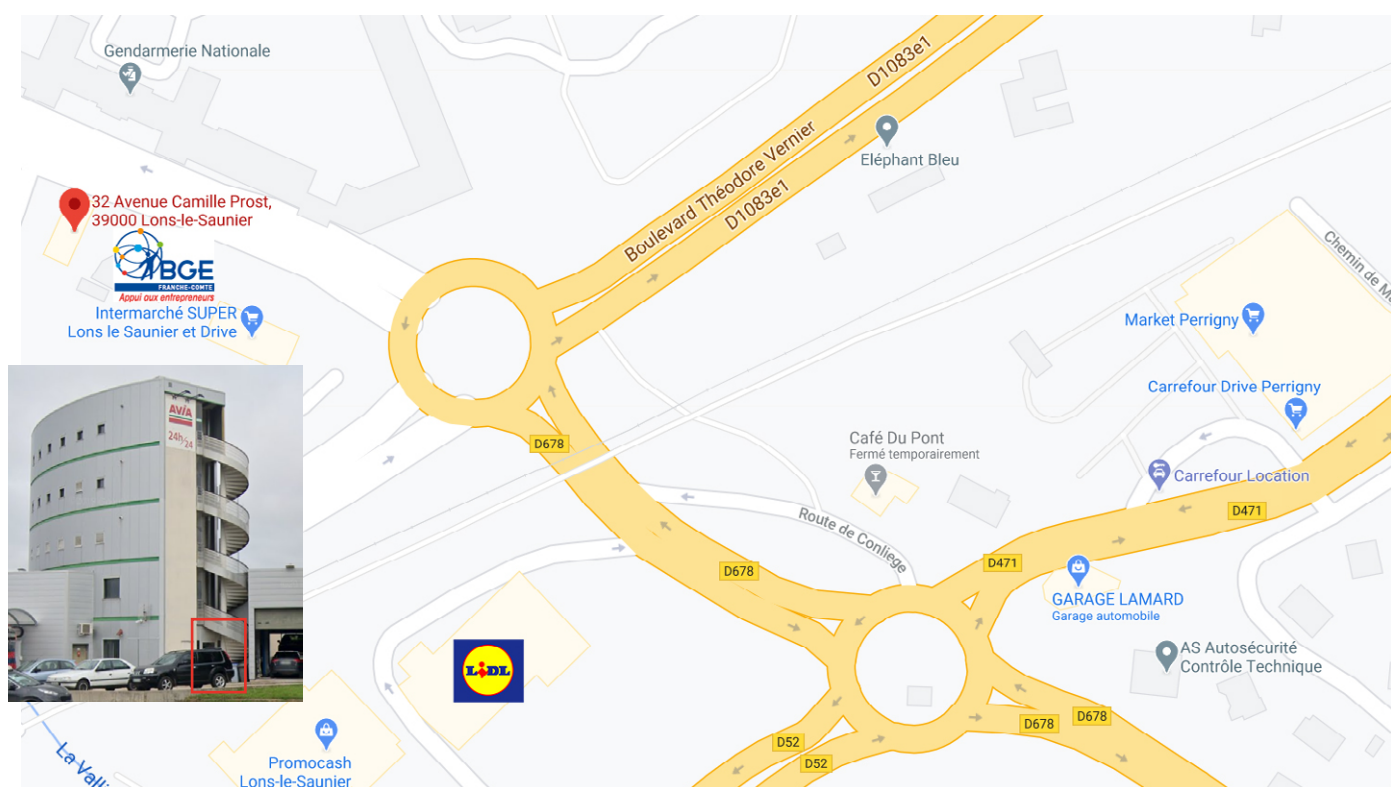 Gendarmerie Nationale
D1083e1
Boulevard Théodore Vernier
D1083e1
Eléphant Bleu
32 Avenue Camille Prost,
39000 Lons-le-Saunier
BGE
FRANCHE-COMTE
Appui aux entrepreneurs
Intermarché SUPER
Lons le Saunier et Drive
Chemin de M
Market Perrigny
Carrefour Drive Perrigny
AVIA
24h/24
D678
Café Du Pont
Fermé temporairement
Carrefour Location
D471
Route de Conliege
D471
D678
GARAGE LAMARD
Garage automobile
AS Autosécurité
Contrôle Technique
LIDL
D678
D678
D52
D52
Promocash
Lons-le-Saunier
La Valli